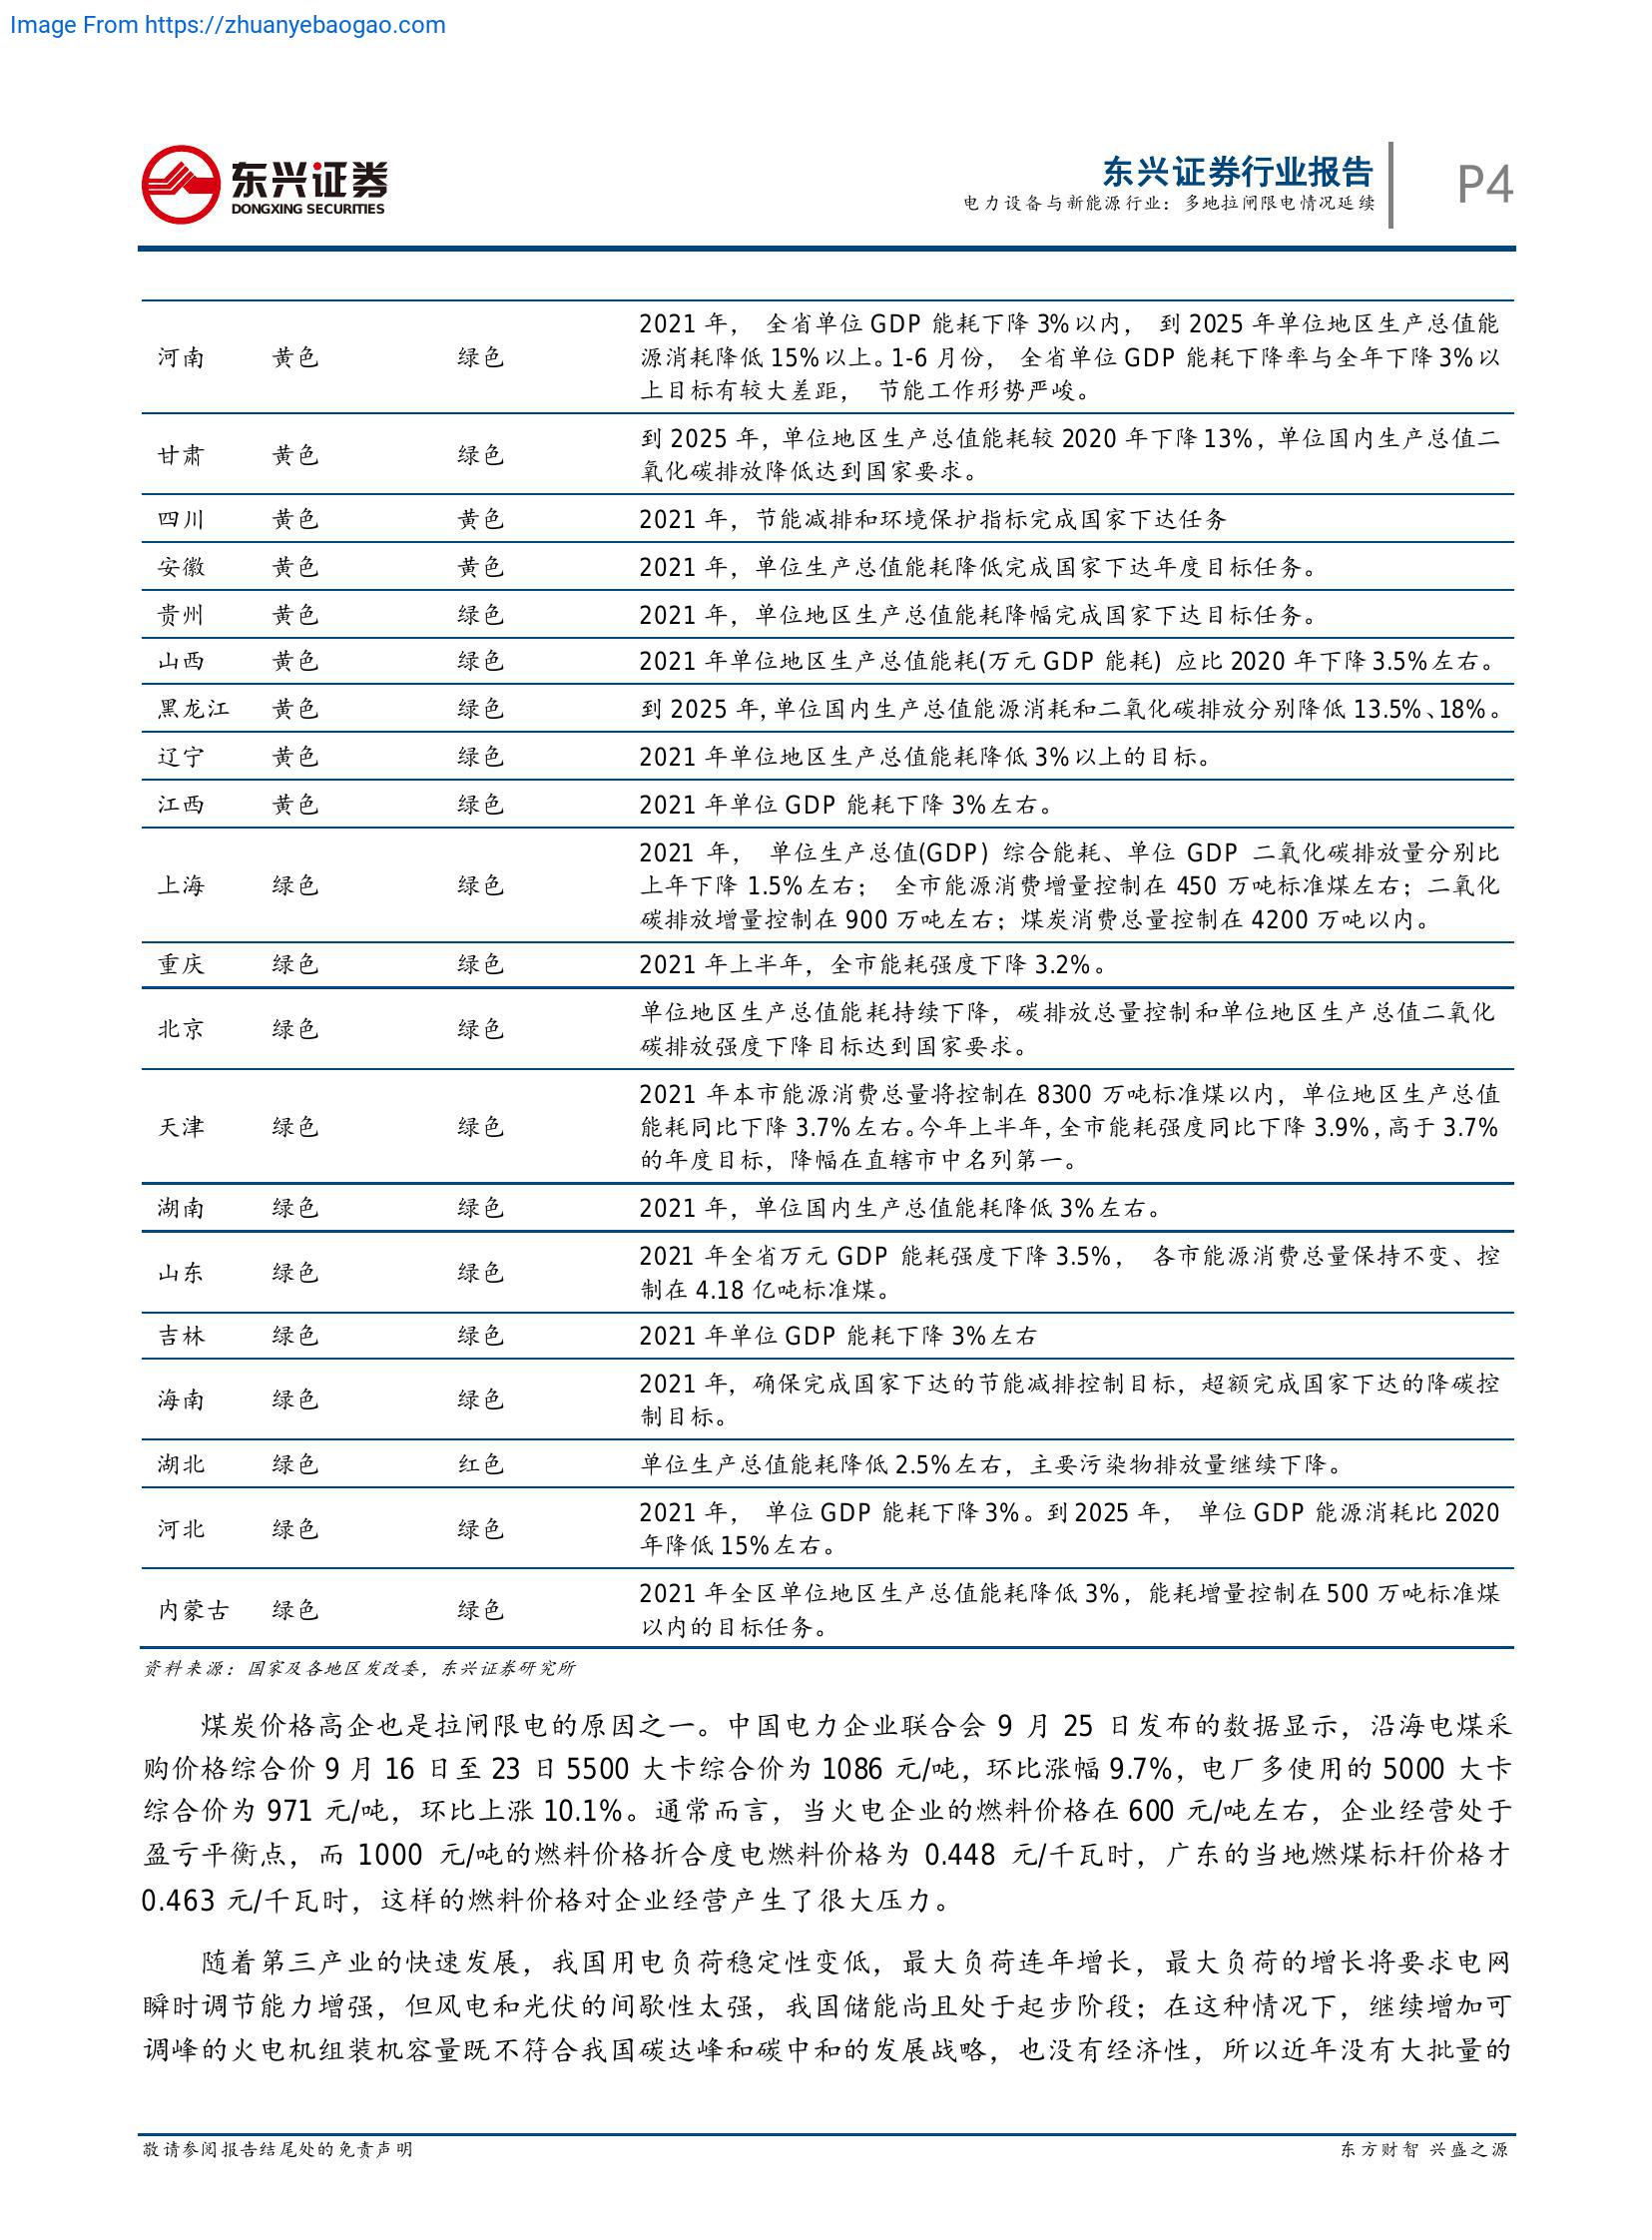 Image From https://zhuanyebaogao.com
东兴证券
DONGXING SECURITIES
东兴证券行业报告
电力设备与新能源行业：多地拉闸限电情况延续
P4
2021 年， 全省单位 GDP 能耗下降 3%以内， 到 2025 年单位地区生产总值能
河南 黄色 绿色 源消耗降低 15%以上。1-6 月份， 全省单位 GDP 能耗下降率与全年下降 3%以
上目标有较大差距， 节能工作形势严峻。
甘肃 黄色 绿色 到 2025 年，单位地区生产总值能耗较 2020 年下降 13%，单位国内生产总值二
氧化碳排放降低达到国家要求。
四川 黄色 黄色 2021 年，节能减排和环境保护指标完成国家下达任务
安徽 黄色 黄色 2021 年，单位生产总值能耗降低完成国家下达年度目标任务。
贵州 黄色 绿色 2021 年，单位地区生产总值能耗降幅完成国家下达目标任务。
山西 黄色 绿色 2021 年单位地区生产总值能耗(万元 GDP 能耗) 应比 2020 年下降 3.5%左右。
黑龙江 黄色 绿色 到 2025 年，单位国内生产总值能源消耗和二氧化碳排放分别降低 13.5%、18%。
辽宁 黄色 绿色 2021 年单位地区生产总值能耗降低 3%以上的目标。
江西 黄色 绿色 2021 年单位 GDP 能耗下降 3%左右。
2021 年， 单位生产总值(GDP) 综合能耗、单位 GDP 二氧化碳排放量分别比
上海 绿色 绿色 上年下降 1.5%左右； 全市能源消费增量控制在 450 万吨标准煤左右；二氧化
碳排放增量控制在 900 万吨左右；煤炭消费总量控制在 4200 万吨以内。
重庆 绿色 绿色 2021 年上半年，全市能耗强度下降 3.2%。
北京 绿色 绿色 单位地区生产总值能耗持续下降，碳排放总量控制和单位地区生产总值二氧化
碳排放强度下降目标达到国家要求。
2021 年本市能源消费总量将控制在 8300 万吨标准煤以内，单位地区生产总值
天津 绿色 绿色 能耗同比下降 3.7%左右。今年上半年，全市能耗强度同比下降 3.9%，高于 3.7%
的年度目标，降幅在直辖市中名列第一。
湖南 绿色 绿色 2021 年，单位国内生产总值能耗降低 3%左右。
山东 绿色 绿色 2021 年全省万元 GDP 能耗强度下降 3.5%， 各市能源消费总量保持不变、控
制在 4.18 亿吨标准煤。
吉林 绿色 绿色 2021 年单位 GDP 能耗下降 3%左右
海南 绿色 绿色 2021 年，确保完成国家下达的节能减排控制目标，超额完成国家下达的降碳控
制目标。
湖北 绿色 红色 单位生产总值能耗降低 2.5%左右，主要污染物排放量继续下降。
河北 绿色 绿色 2021 年， 单位 GDP 能耗下降 3%。到 2025 年， 单位 GDP 能源消耗比 2020
年降低 15%左右。
内蒙古 绿色 绿色 2021 年全区单位地区生产总值能耗降低 3%，能耗增量控制在 500 万吨标准煤
以内的目标任务。
资料来源：国家及各地区发改委，东兴证券研究所
煤炭价格高企也是拉闸限电的原因之一。中国电力企业联合会 9 月 25 日发布的数据显示，沿海电煤采
购价格综合价 9 月 16 日至 23 日 5500 大卡综合价为 1086 元/吨，环比涨幅 9.7%，电厂多使用的 5000 大卡
综合价为 971 元/吨，环比上涨 10.1%。通常而言，当火电企业的燃料价格在 600 元/吨左右，企业经营处于
盈亏平衡点，而 1000 元/吨的燃料价格折合度电燃料价格为 0.448 元/千瓦时，广东的当地燃煤标杆价格才
0.463 元/千瓦时，这样的燃料价格对企业经营产生了很大压力。
随着第三产业的快速发展，我国用电负荷稳定性变低，最大负荷连年增长，最大负荷的增长将要求电网
瞬时调节能力增强，但风电和光伏的间歇性太强，我国储能尚且处于起步阶段；在这种情况下，继续增加可
调峰的火电机组装机容量既不符合我国碳达峰和碳中和的发展战略，也没有经济性，所以近年没有大批量的
敬请参阅报告结尾处的免责声明
东方财智 兴盛之源